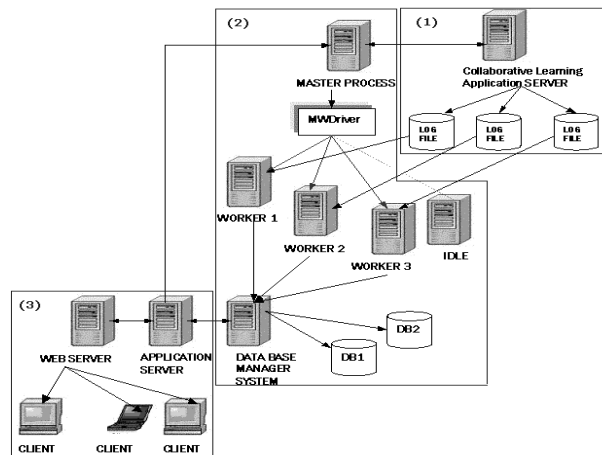 (2)
(1)
MASTER PROCESS
Collaborative Learning
Application SERVER
MWDriver
LOG
FILE
LOG
FILE
LOG
FILE
WORKER 1
WORKER 2
WORKER 3
IDLE
(3)
WEB SERVER
APPLICATION
SERVER
DATA BASE
MANAGER
SYSTEM
DB1
DB2
CLIENT
CLIENT
CLIENT